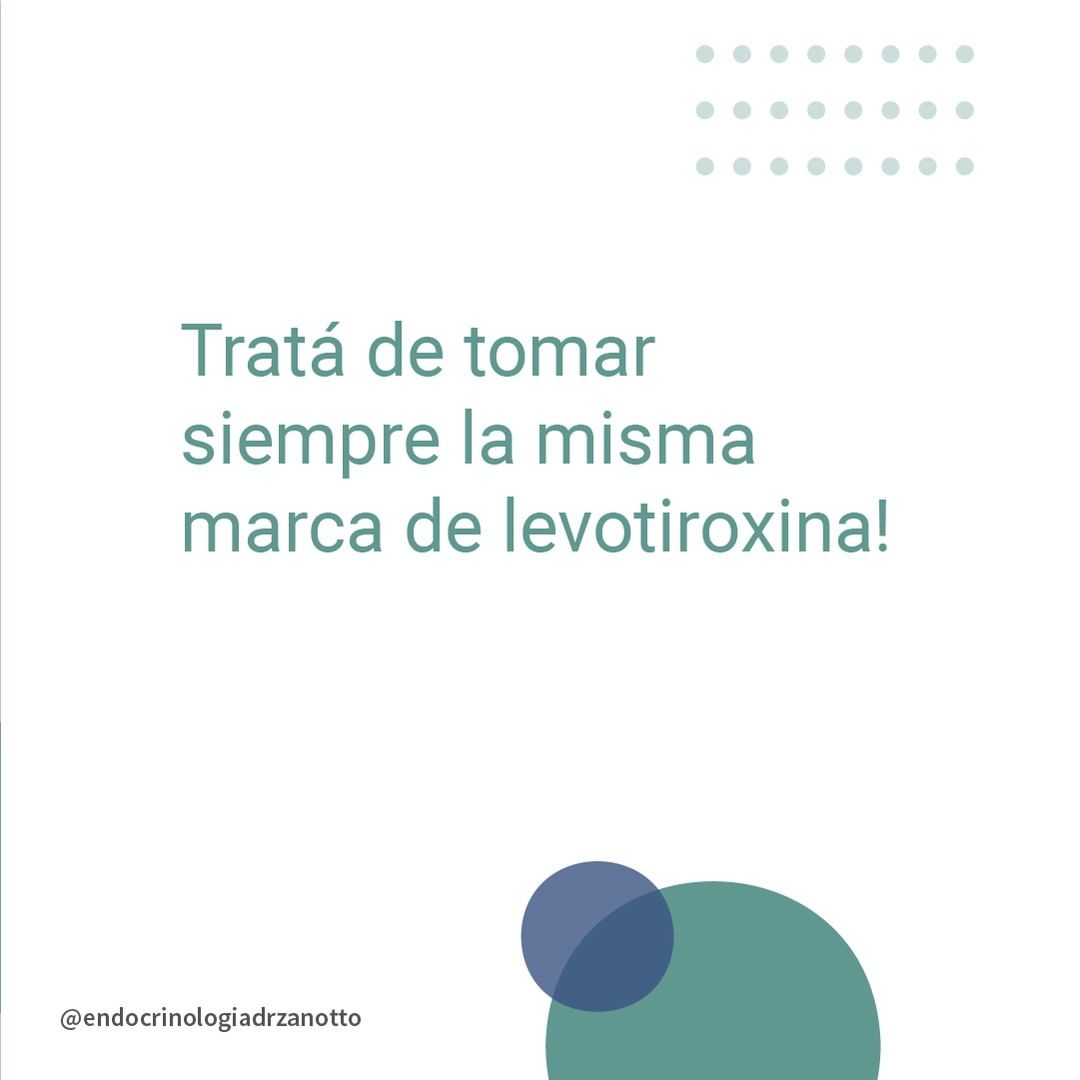 Tratá de tomar
siempre la misma
marca de levotiroxina!
@endocrinologiadrzanotto